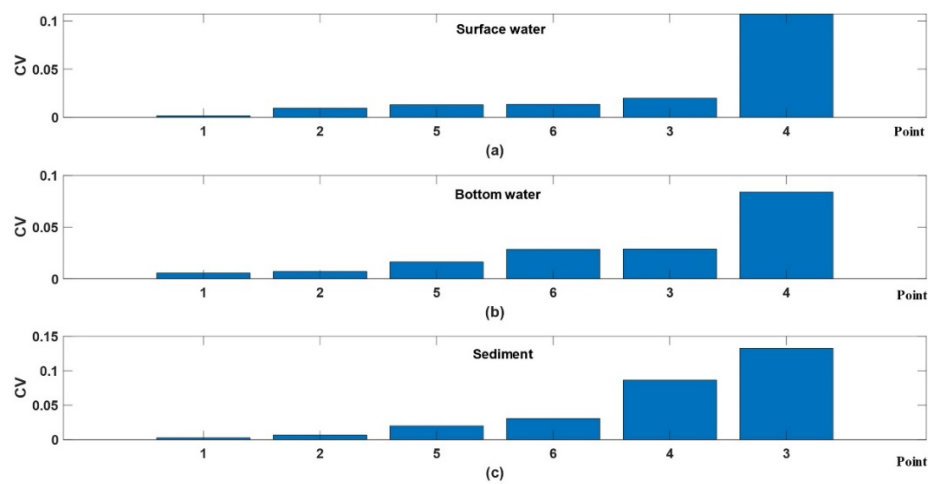 0.1
Surface water
CV
0.05
0
1 2 5 6 3 4 Point
(a)
0.1
Bottom water
CV
0.05
0
1 2 5 6 3 4 Point
(b)
0.15
Sediment
0.1
CV
0.05
0
1 2 5 6 4 3 Point
(c)